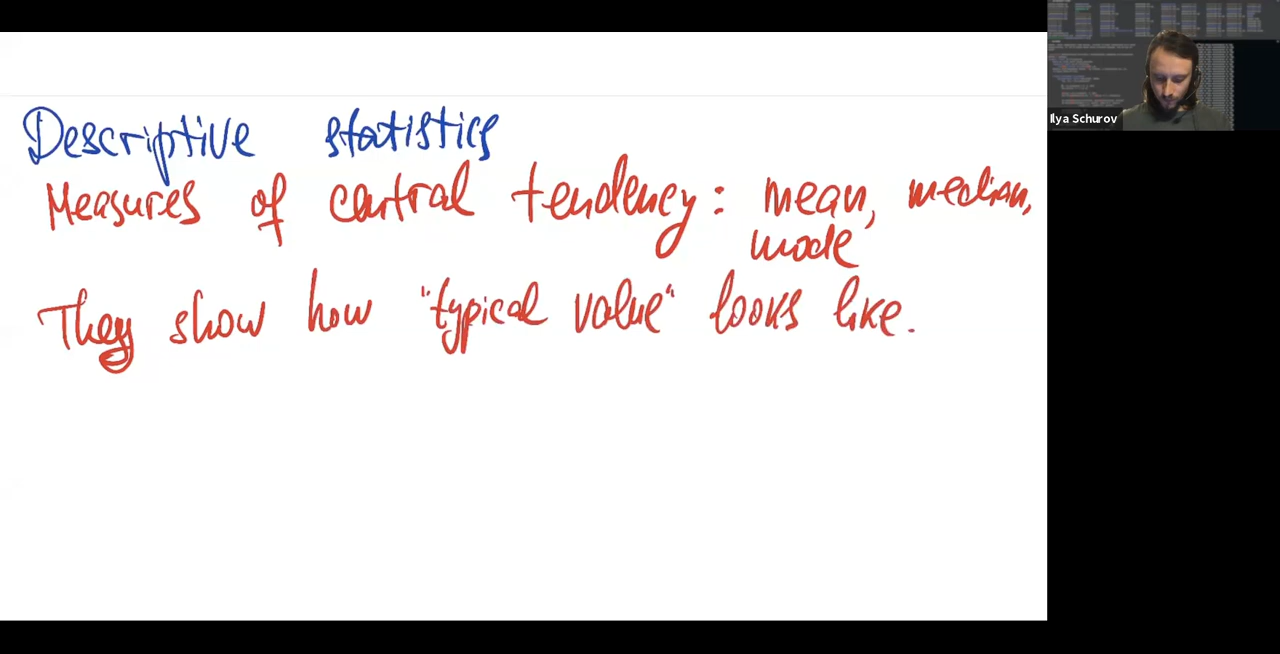 Descriptive statistics
Measures of central tendency: mean, median,
mode
They show how "typical value" looks like.
Ilya Schurov